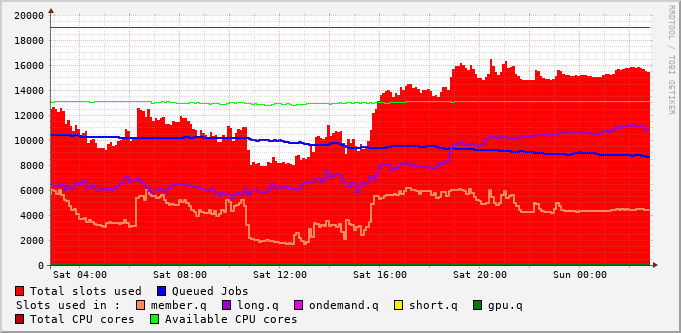 20000
18000
16000
14000
12000
10000
8000
6000
4000
2000
0
Sat 04:00 Sat 08:00 Sat 12:00 Sat 16:00 Sat 20:00 Sun 00:00
RRDTOOL / TOBI OETIKER
Total slots used Queued Jobs
Slots used in : member.q long.q ondemand.q short.q gpu.q
Total CPU cores Available CPU cores